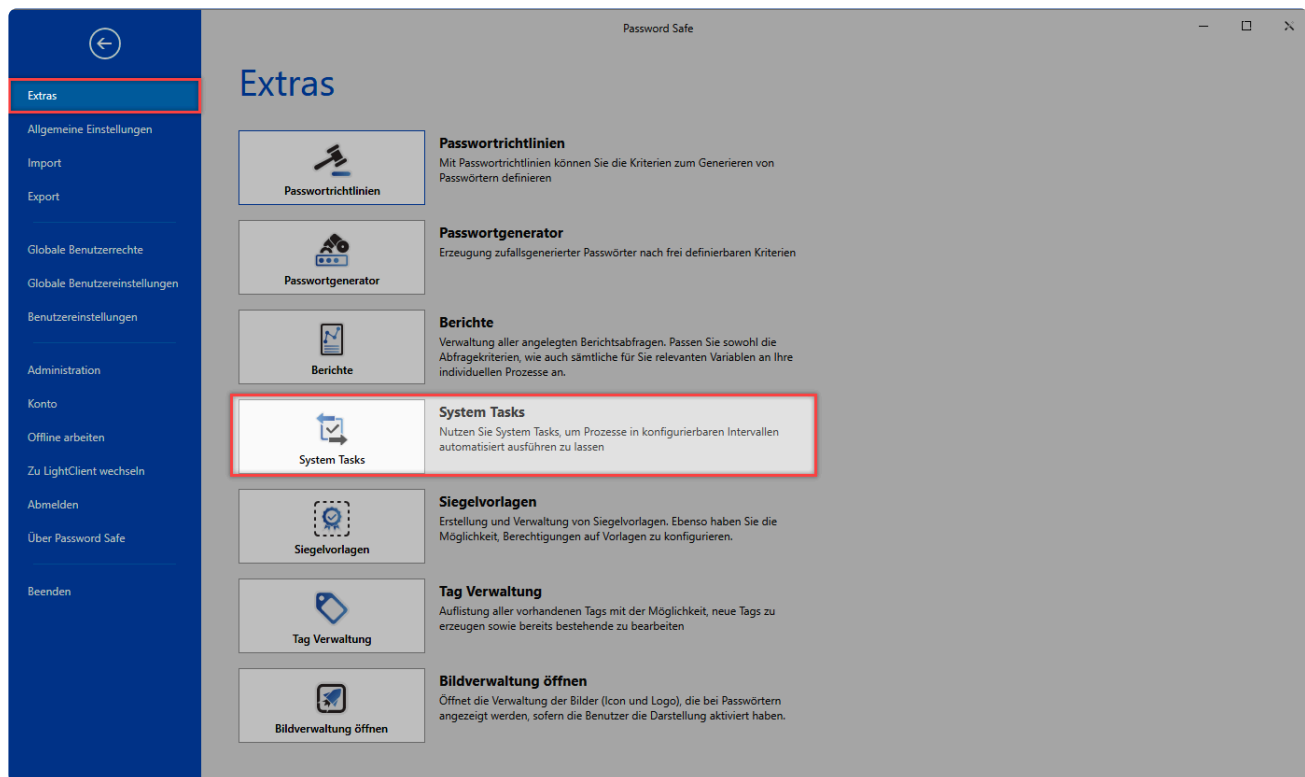 Password Safe
Extras
Allgemeine Einstellungen
Import
Export
Globale Benutzerrechte
Globale Benutzereinstellungen
Benutzereinstellungen
Administration
Konto
Offline arbeiten
Zu LightClient wechseln
Abmelden
Über Password Safe
Beenden
Extras
Passwortrichtlinien
Passwortrichtlinien
Mit Passwortrichtlinien können Sie die Kriterien zum Generieren von
Passwörtern definieren
Passwortgenerator
Passwortgenerator
Erzeugung zufallsgenerierter Passwörter nach frei definierbaren Kriterien
Berichte
Berichte
Verwaltung aller angelegten Berichtsabfragen. Passen Sie sowohl die
Abfragekriterien, wie auch sämtliche für Sie relevanten Variablen an Ihre
individuellen Prozesse an.
System Tasks
System Tasks
Nutzen Sie System Tasks, um Prozesse in konfigurierbaren Intervallen
automatisiert ausführen zu lassen
Siegelvorlagen
Siegelvorlagen
Erstellung und Verwaltung von Siegelvorlagen. Ebenso haben Sie die
Möglichkeit, Berechtigungen auf Vorlagen zu konfigurieren.
Tag Verwaltung
Tag Verwaltung
Auflistung aller vorhandenen Tags mit der Möglichkeit, neue Tags zu
erzeugen sowie bereits bestehende zu bearbeiten
Bildverwaltung öffnen
Bildverwaltung öffnen
Öffnet die Verwaltung der Bilder (Icon und Logo), die bei Passwörtern
angezeigt werden, sofern die Benutzer die Darstellung aktiviert haben.